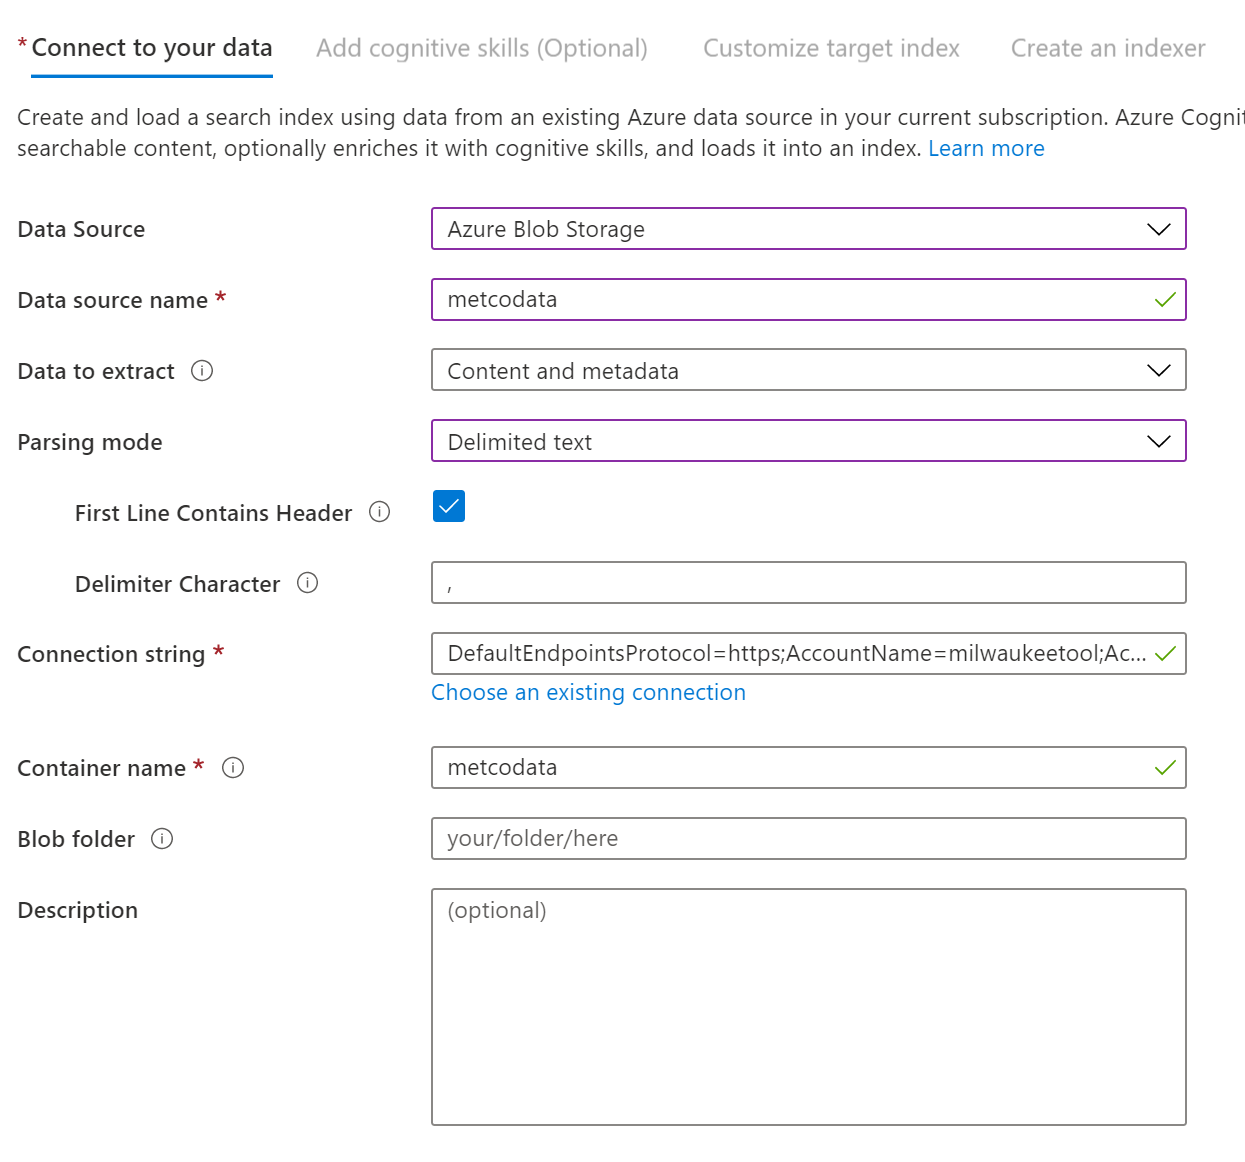 * Connect to your data Add cognitive skills (Optional) Customize target index Create an indexer
Create and load a search index using data from an existing Azure data source in your current subscription. Azure Cognit
searchable content, optionally enriches it with cognitive skills, and loads it into an index. Learn more
Data Source Azure Blob Storage
Data source name * metcodata
Data to extract Content and metadata
Parsing mode Delimited text
First Line Contains Header
Delimiter Character ,
Connection string * DefaultEndpointsProtocol=https;AccountName=milwaukeetool;Ac...
Choose an existing connection
Container name * metcodata
Blob folder your/folder/here
Description (optional)